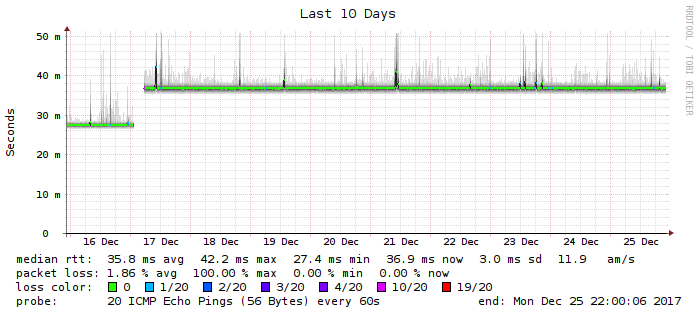 Last 10 Days
RRDTOOL / TOBI OETIKER
Seconds
50 m
40 m
30 m
20 m
10 m
0
16 Dec 17 Dec 18 Dec 19 Dec 20 Dec 21 Dec 22 Dec 23 Dec 24 Dec 25 Dec
median rtt: 35.8 ms avg 42.2 ms max 27.4 ms min 36.9 ms now 3.0 ms sd 11.9 am/s
packet loss: 1.86 % avg 100.00 % max 0.00 % min 0.00 % now
loss color: 0 1/20 2/20 3/20 4/20 10/20 19/20
probe: 20 ICMP Echo Pings (56 Bytes) every 60s end: Mon Dec 25 22:00:06 2017